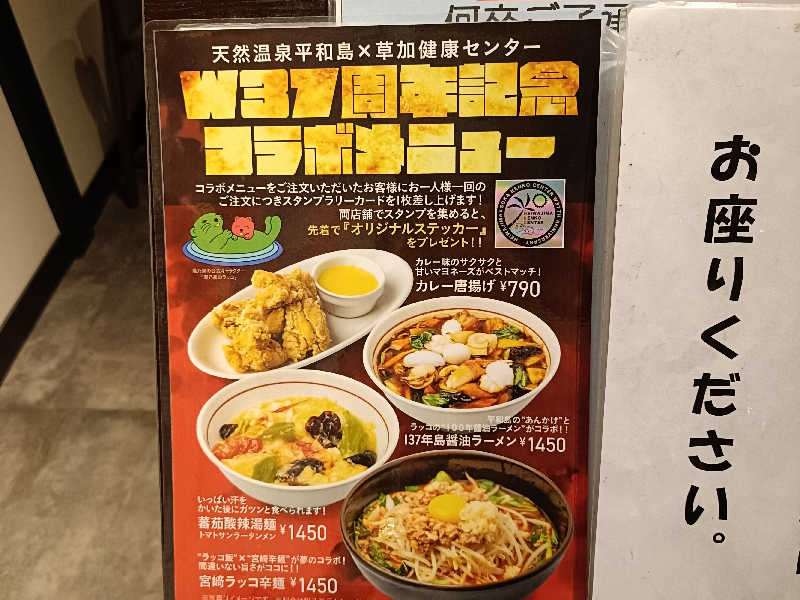 何卒ご了承
天然温泉平和島×草加健康センター
W37周年記念
コラボメニュー
コラボメニューをご注文いただいたお客様にお一人様一回の
ご注文につきスタンプラリーカードを1枚差し上げます!
両店舗でスタンプを集めると、
先着で『オリジナルステッカー』
をプレゼント!!
カレー味のサクサクと
甘いマヨネーズがベストマッチ!
カレー唐揚げ ¥790
平和島の"あんかけ"と
ラッコの"100年醤油ラーメン"がコラボ!!
137年島醤油ラーメン ¥1450
いっぱい汗を
かいた後にガツンと食べられます!
蕃茄酸辣湯麺 ¥1450
トマトサンラータンメン
"ラッコ飯"×"宮崎辛麺"が夢のコラボ!
間違いない旨さがココに!!
宮崎ラッコ辛麺 ¥1450
お座りください。